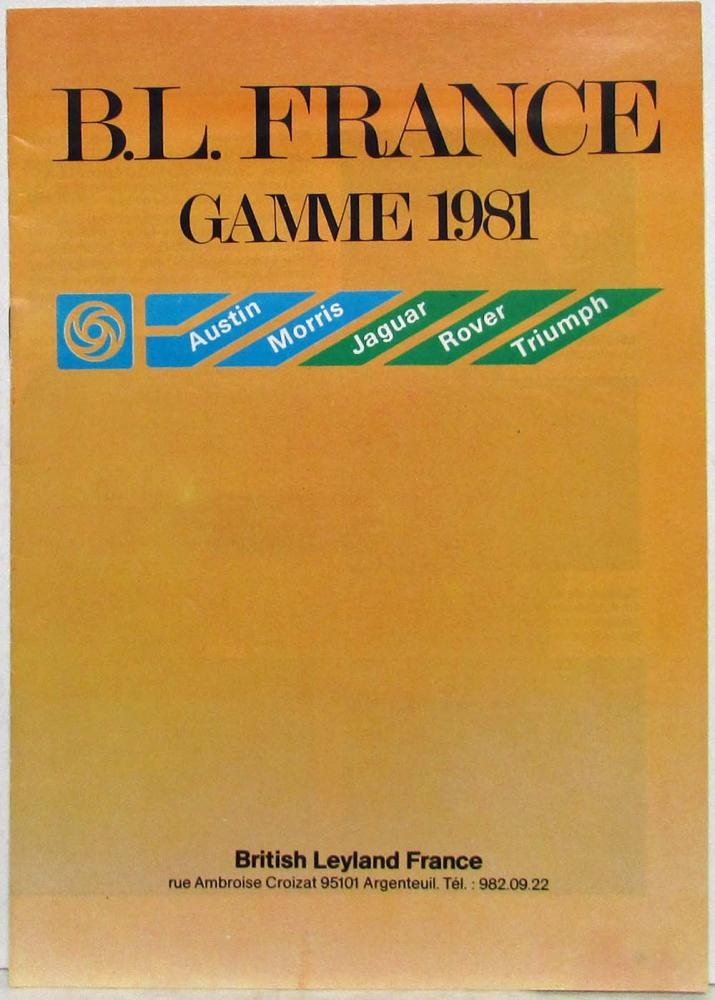 B.L. FRANCE
GAMME 1981
Austin Morris Jaguar Rover Triumph
British Leyland France
rue Ambroise Croizat 95101 Argenteuil. Tél. : 982.09.22